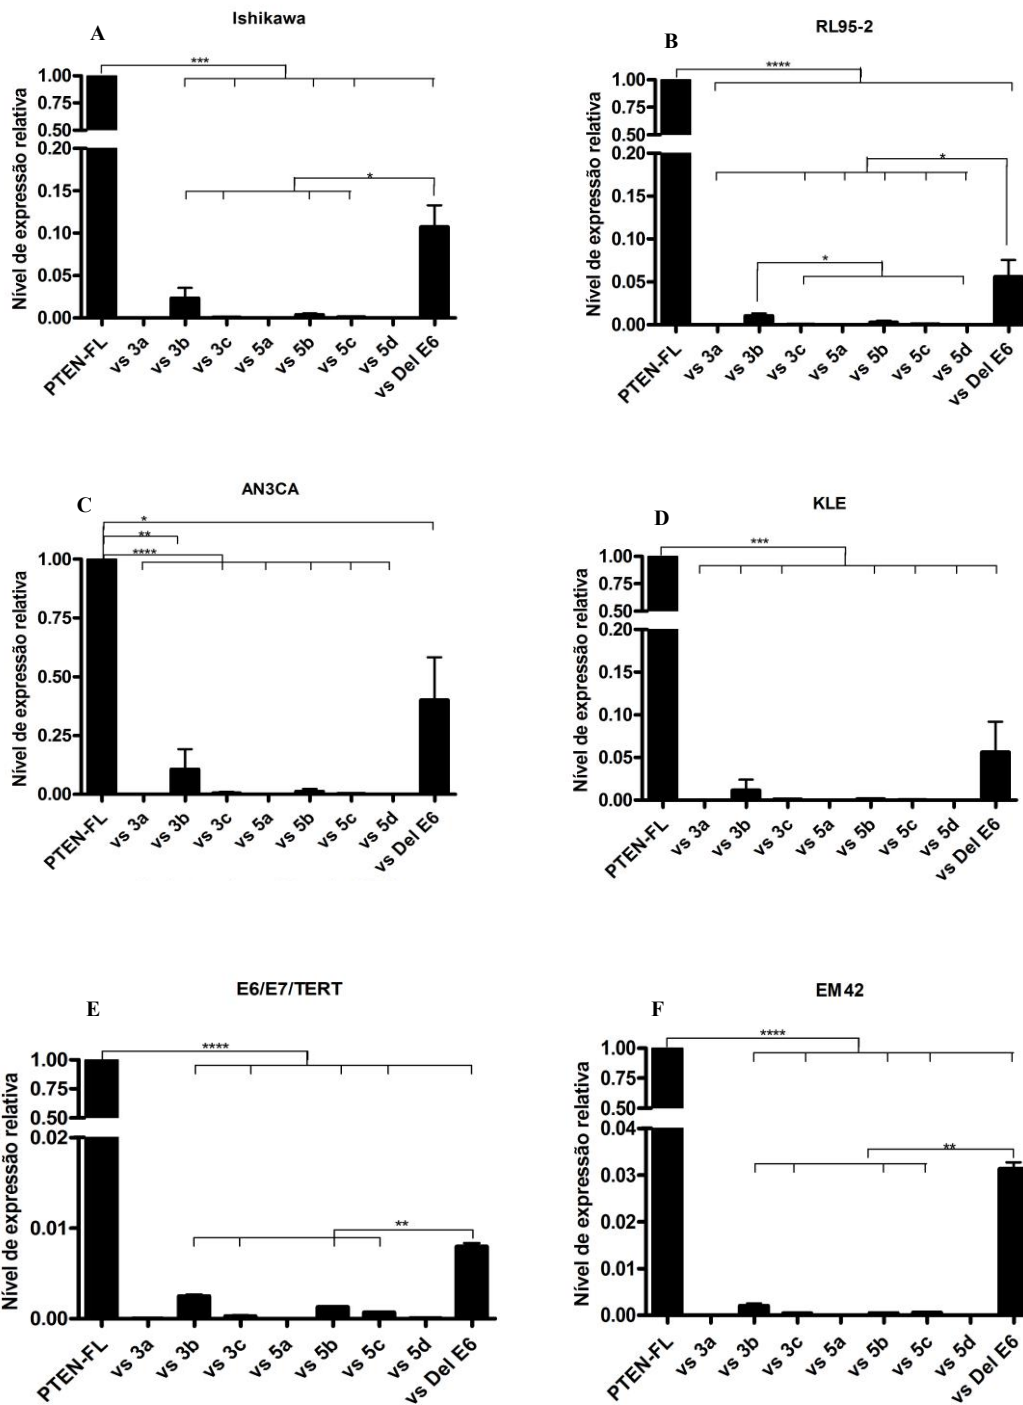 A
Ishikawa
***
Nível de expressão relativa
1.00
0.75
0.50
0.20
0.15
0.10
0.05
0.00
*
PTEN-FL
vs 3a
vs 3b
vs 3c
vs 5a
vs 5b
vs 5c
vs 5d
vs Del E6
B
RL95-2
****
Nível de expressão relativa
1.00
0.75
0.50
0.20
0.15
0.10
0.05
0.00
*
*
PTEN-FL
vs 3a
vs 3b
vs 3c
vs 5a
vs 5b
vs 5c
vs 5d
vs Del E6
C
AN3CA
*
**
****
Nível de expressão relativa
1.00
0.75
0.50
0.25
0.00
PTEN-FL
vs 3a
vs 3b
vs 3c
vs 5a
vs 5b
vs 5c
vs 5d
vs Del E6
D
KLE
***
Nível de expressão relativa
1.00
0.75
0.50
0.20
0.15
0.10
0.05
0.00
PTEN-FL
vs 3a
vs 3b
vs 3c
vs 5a
vs 5b
vs 5c
vs 5d
vs Del E6
E
E6/E7/TERT
****
Nível de expressão relativa
1.00
0.75
0.50
0.02
0.01
0.00
**
PTEN-FL
vs 3a
vs 3b
vs 3c
vs 5a
vs 5b
vs 5c
vs 5d
vs Del E6
F
EM42
****
Nível de expressão relativa
1.00
0.75
0.50
0.04
0.03
0.02
0.01
0.00
**
PTEN-FL
vs 3a
vs 3b
vs 3c
vs 5a
vs 5b
vs 5c
vs 5d
vs Del E6